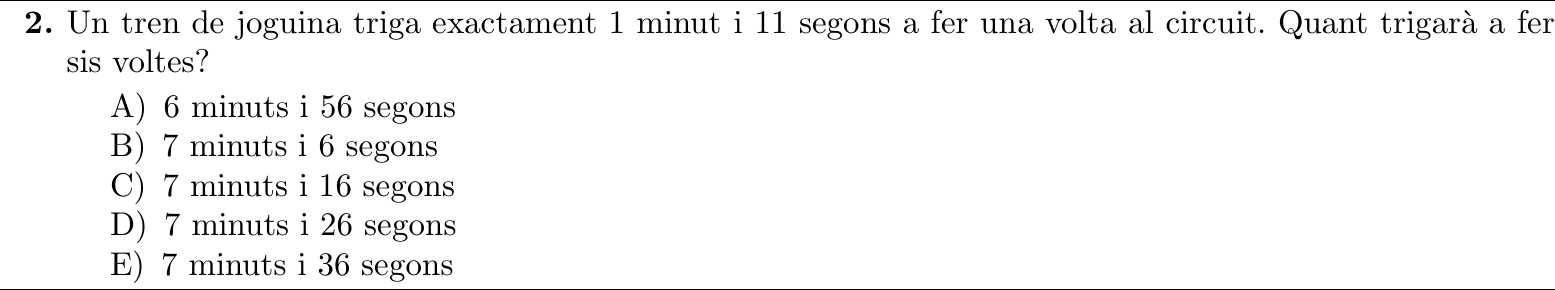 2. Un tren de joguina triga exactament 1 minut i 11 segons a fer una volta al circuit. Quant trigarà a fer
sis voltes?
A) 6 minuts i 56 segons
B) 7 minuts i 6 segons
C) 7 minuts i 16 segons
D) 7 minuts i 26 segons
E) 7 minuts i 36 segons